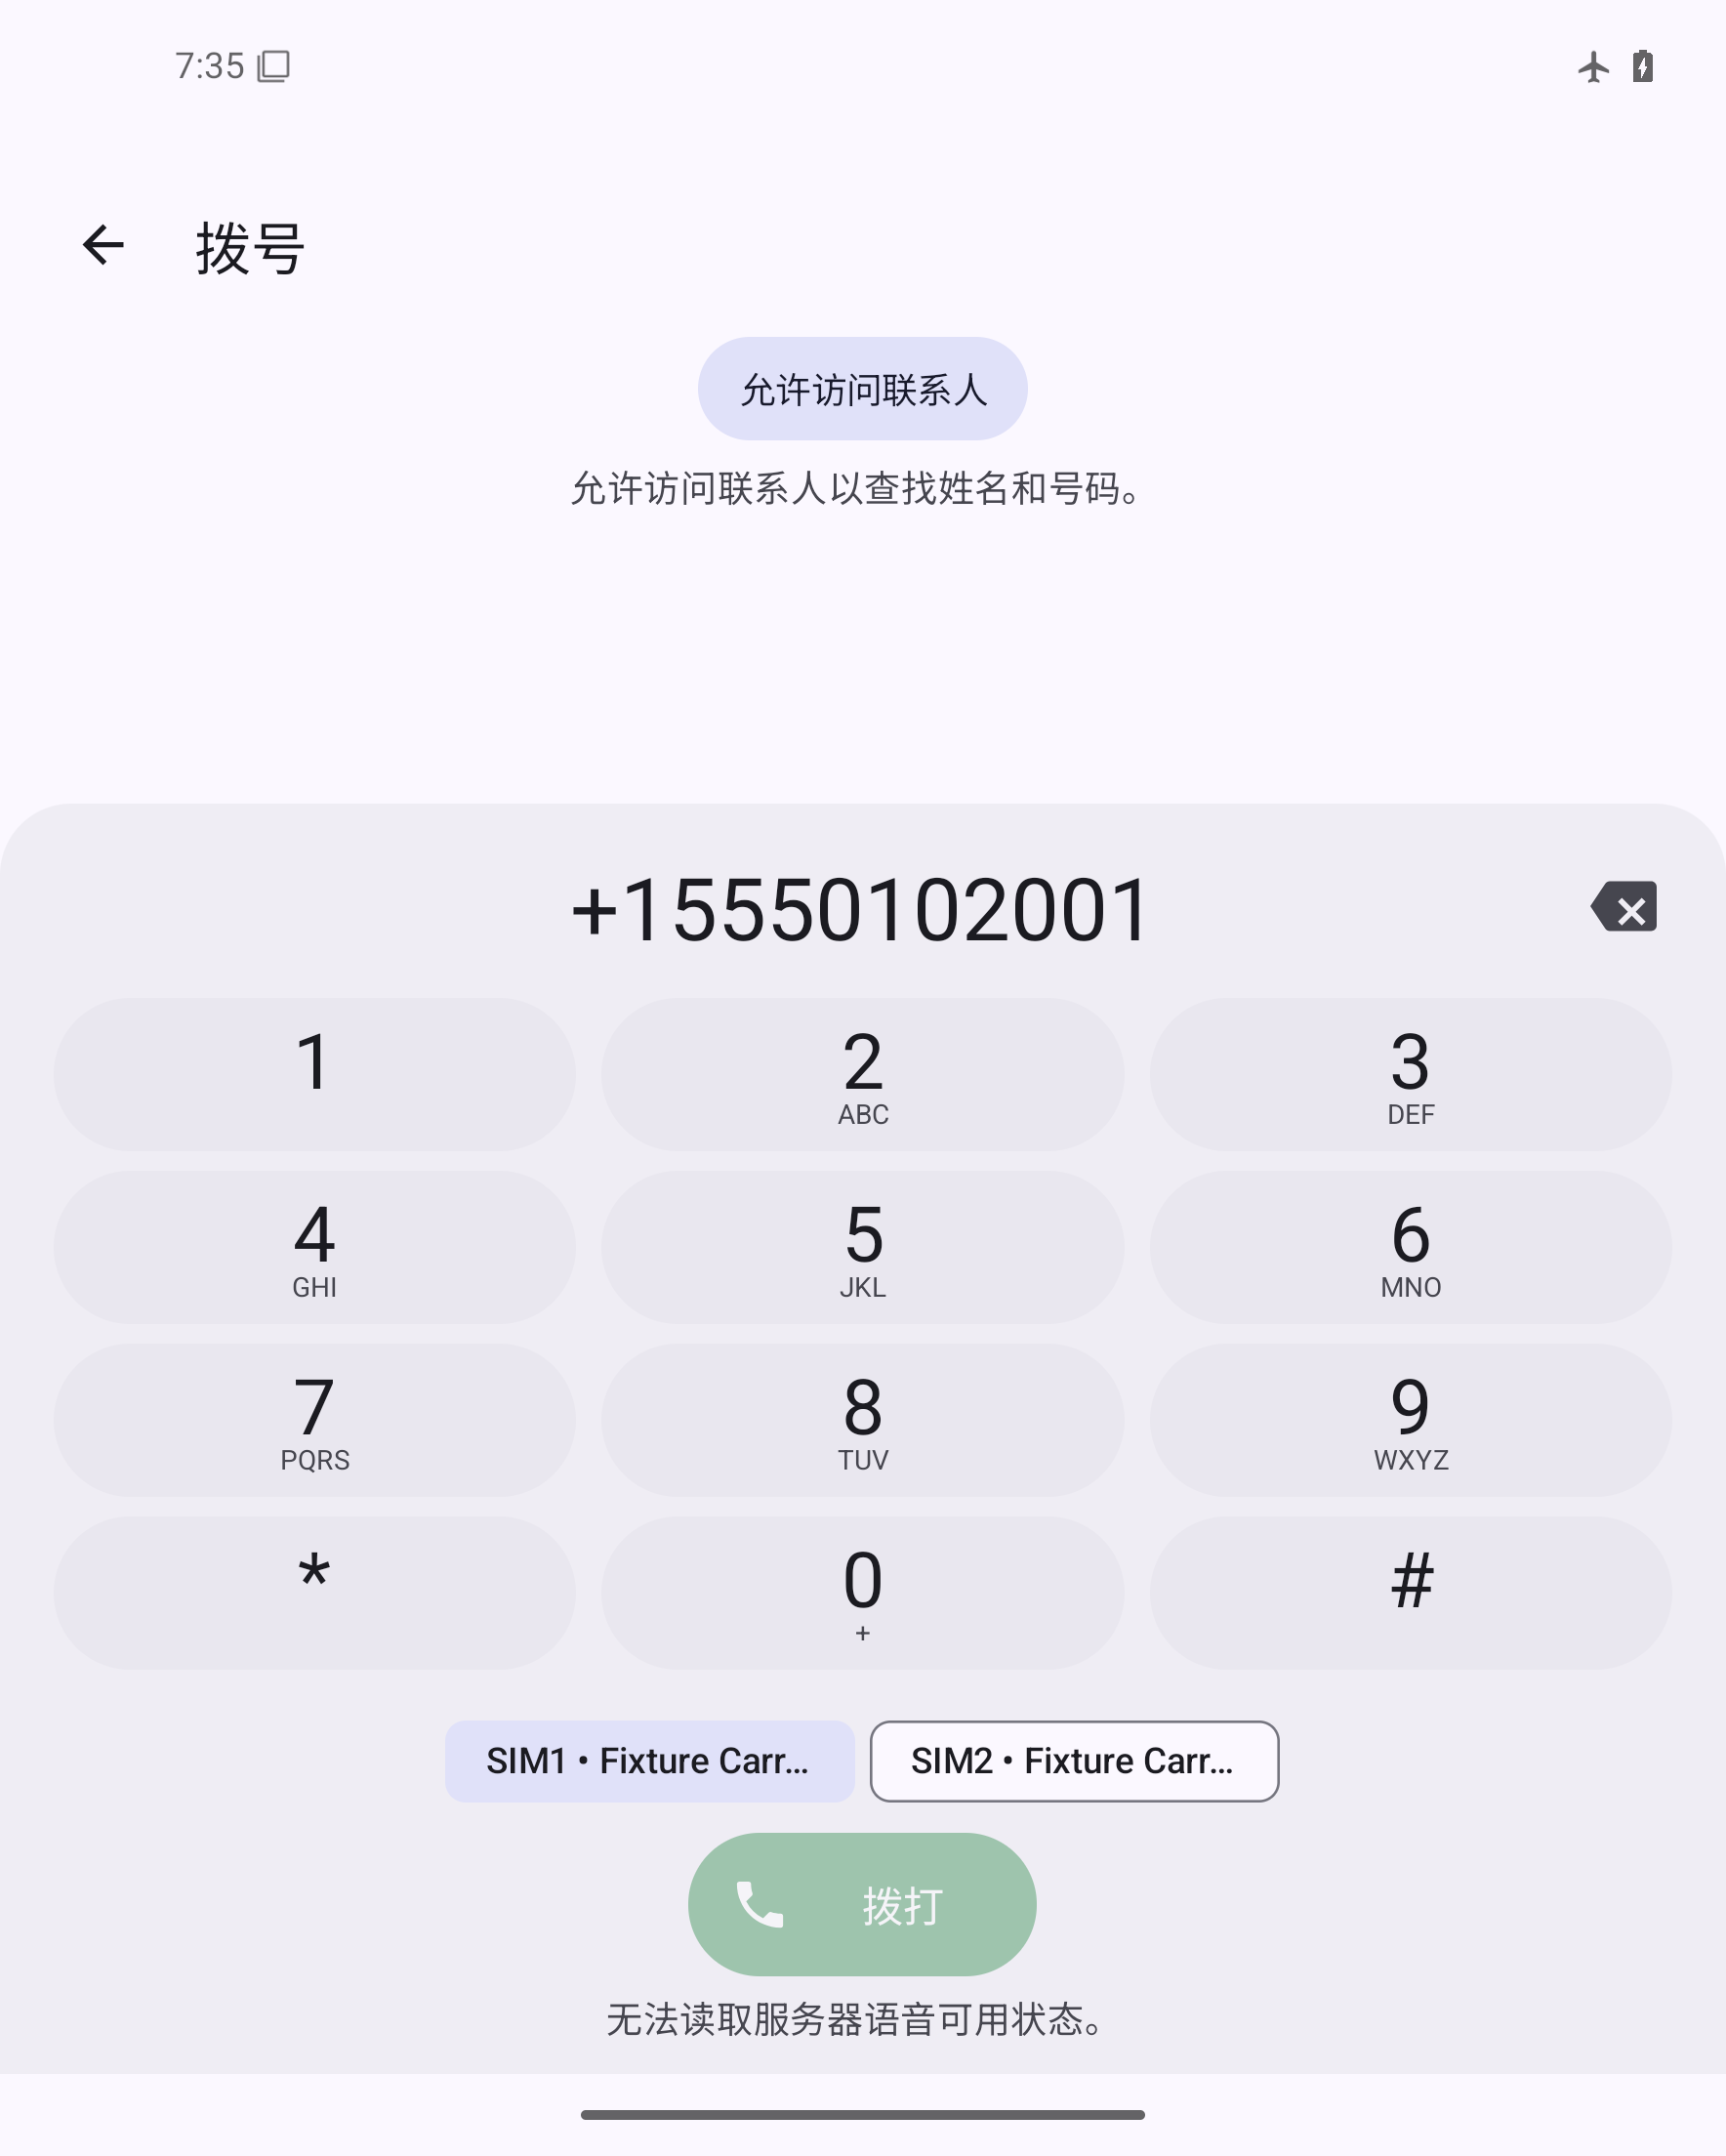 7:35
拨号
允许访问联系人
允许访问联系人以查找姓名和号码。
+15550102001
1
2
3
ABC
DEF
4
5
6
GHI
JKL
MNO
7
8
9
PQRS
TUV
WXYZ
*
0
#
+
SIM1 • Fixture Carr...
SIM2 • Fixture Carr...
拨打
无法读取服务器语音可用状态。